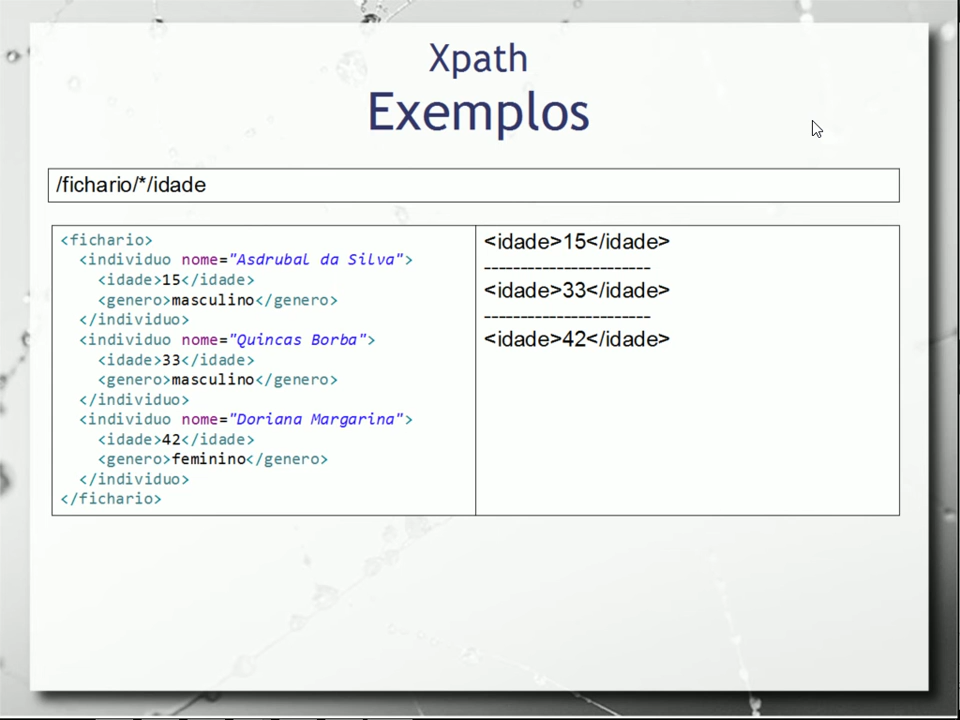 Xpath
Exemplos
/fichario/*/idade
<fichario>
<individuo nome="Asdrubal da Silva">
<idade>15</idade>
<genero>masculino</genero>
</individuo>
<individuo nome="Quincas Borba">
<idade>33</idade>
<genero>masculino</genero>
</individuo>
<individuo nome="Doriana Margarina">
<idade>42</idade>
<genero>feminino</genero>
</individuo>
</fichario>
<idade>15</idade>
-----------------------
<idade>33</idade>
-----------------------
<idade>42</idade>